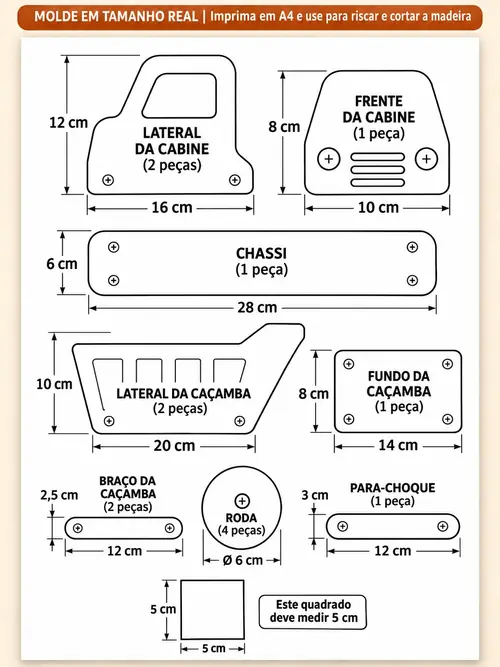 MOLDE EM TAMANHO REAL | Imprima em A4 e use para riscar e cortar a madeira
12 cm
LATERAL
DA CABINE
(2 peças)
16 cm
8 cm
FRENTE
DA CABINE
(1 peça)
10 cm
6 cm
CHASSI
(1 peça)
28 cm
10 cm
LATERAL DA CAÇAMBA
(2 peças)
20 cm
8 cm
FUNDO DA
CAÇAMBA
(1 peça)
14 cm
BRAÇO DA
CAÇAMBA
(2 peças)
2,5 cm
12 cm
RODA
(4 peças)
Ø 6 cm
PARA-CHOQUE
(1 peça)
3 cm
12 cm
5 cm
5 cm
Este quadrado
deve medir 5 cm